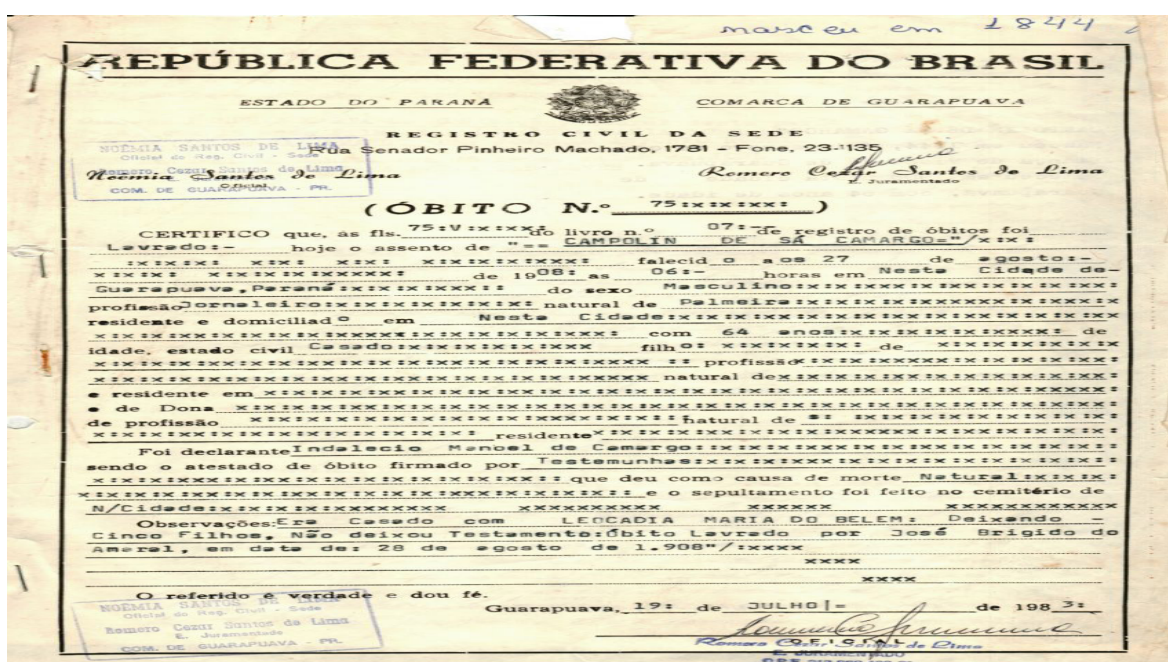 nasceu em 1844
REPÚBLICA FEDERATIVA DO BRASIL
ESTADO DO PARANÁ COMARCA DE GUARAPUAVA
REGISTRO CIVIL DA SEDE
Rua Senador Pinheiro Machado, 1781 - Fone, 23-1135
NOÊMIA SANTOS DE LIMA
Oficial do Reg. Civil - Sede
Romero Cezar Santos de Lima
COM. DE GUARAPUAVA - PR.
Noêmia Santos de Lima
Oficial
Romero Cezar Santos de Lima
E. Juramentado
(ÓBITO N.º 75:x:x:xx: )
CERTIFICO que, às fls. 75:V:x:xx: do livro n.º 07:- de registro de óbitos foi
Lavrado:- hoje o assento de "== CAMPOLIN DE SÁ CAMARGO="/x:x:
falecid o aos 27 de agosto:-
de 1908: as 06:- horas em Nesta Cidade de-
Guarapuava,Paraná do sexo Masculino
profissão Jornaleiro natural de Palmeira
residente e domiciliado em Nesta Cidade
com 64 anos de
idade, estado civil Casado filho: de
profissão
natural de
e residente em
e de Dona
de profissão natural de
residente
Foi declarante Indalecio Manoel de Camargo
sendo o atestado de óbito firmado por Testemunhas
que deu como causa de morte Natural
e o sepultamento foi feito no cemitério de
N/Cidade
Observações: Era Casado com LEOCADIA MARIA DO BELEM: Deixando -
Cinco Filhos, Não deixou Testamento:Óbito Lavrado por José Brigido do
Amaral, em data de: 28 de agosto de 1.908"/:xxxx
xxxx
xxxx
O referido é verdade e dou fé.
Guarapuava, 19: de JULHO de 1983:
NOÊMIA SANTOS DE LIMA
Oficial do Reg. Civil - Sede
Romero Cezar Santos de Lima
E. Juramentado
COM. DE GUARAPUAVA - PR.
OFICIAL
Romero Cezar Santos de Lima
E. JURAMENTADO